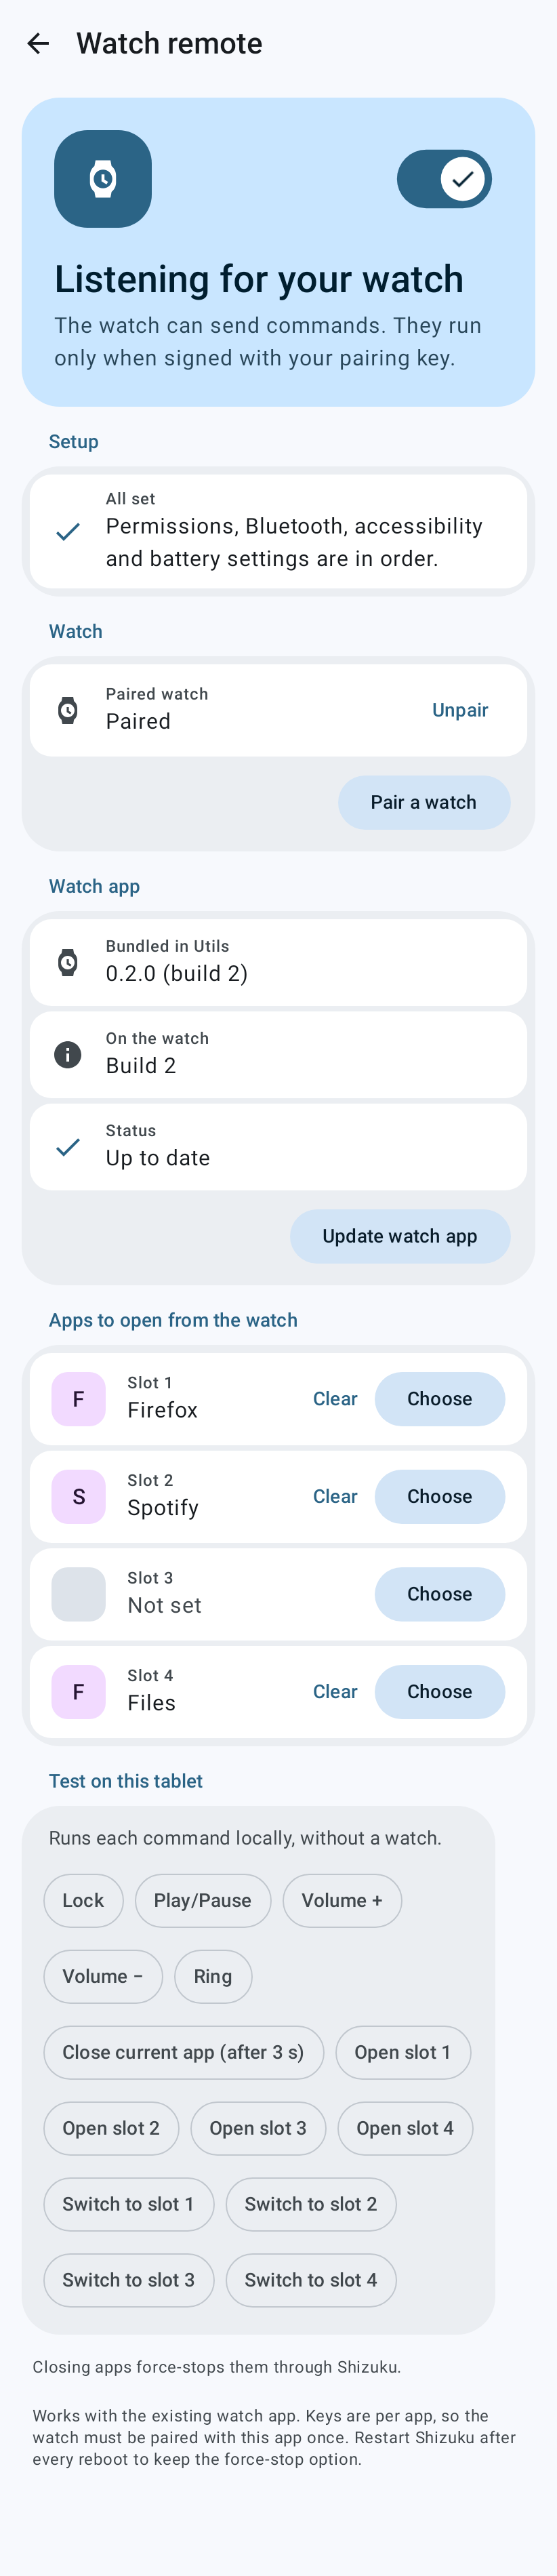 Watch remote
Listening for your watch
The watch can send commands. They run
only when signed with your pairing key.
Setup
All set
Permissions, Bluetooth, accessibility
and battery settings are in order.
Watch
Paired watch
Paired
Unpair
Pair a watch
Watch app
Bundled in Utils
0.2.0 (build 2)
On the watch
Build 2
Status
Up to date
Update watch app
Apps to open from the watch
F
Slot 1
Firefox
Clear
Choose
S
Slot 2
Spotify
Clear
Choose
Slot 3
Not set
Choose
F
Slot 4
Files
Clear
Choose
Test on this tablet
Runs each command locally, without a watch.
Lock
Play/Pause
Volume +
Volume −
Ring
Close current app (after 3 s)
Open slot 1
Open slot 2
Open slot 3
Open slot 4
Switch to slot 1
Switch to slot 2
Switch to slot 3
Switch to slot 4
Closing apps force-stops them through Shizuku.
Works with the existing watch app. Keys are per app, so the
watch must be paired with this app once. Restart Shizuku after
every reboot to keep the force-stop option.